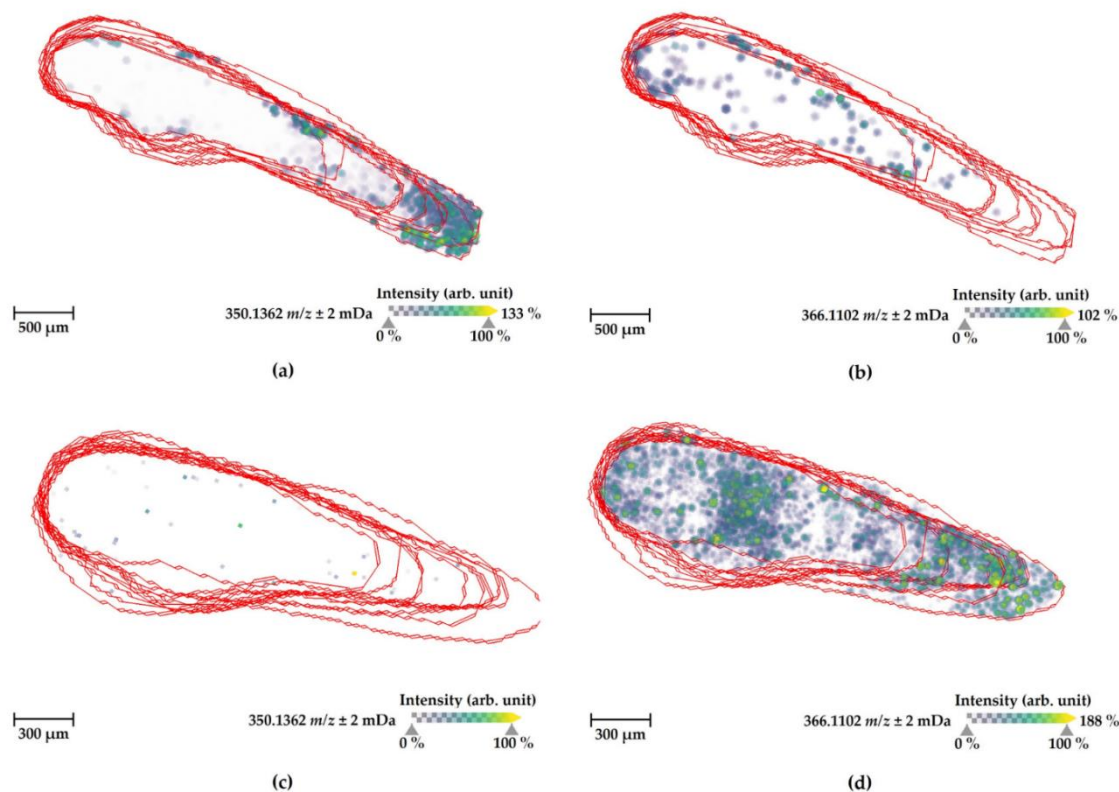 Intensity (arb. unit)
350.1362 m/z ± 2 mDa
133 %
0 %
100 %
500 µm
(a)
Intensity (arb. unit)
366.1102 m/z ± 2 mDa
102 %
0 %
100 %
500 µm
(b)
Intensity (arb. unit)
350.1362 m/z ± 2 mDa
0 %
100 %
300 µm
(c)
Intensity (arb. unit)
366.1102 m/z ± 2 mDa
188 %
0 %
100 %
300 µm
(d)